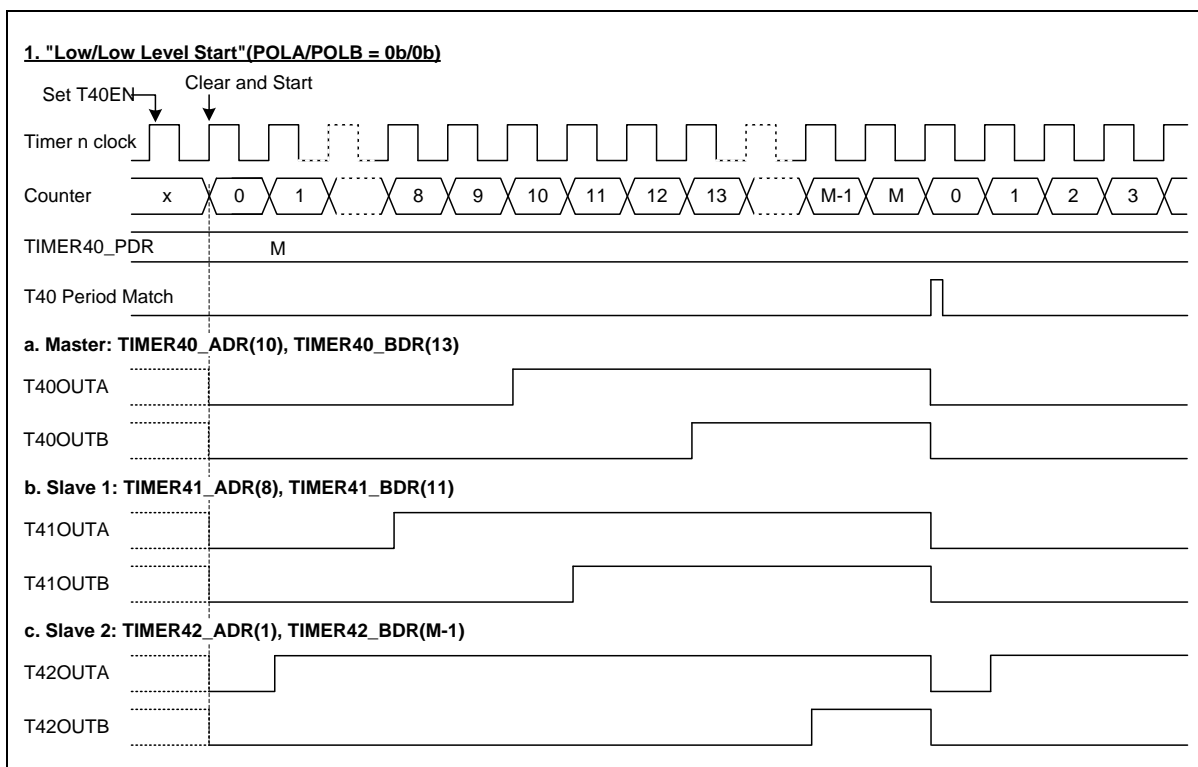 1. "Low/Low Level Start"(POLA/POLB = 0b/0b)
Set T40EN
Clear and Start
Timer n clock
Counter x 0 1 8 9 10 11 12 13 M-1 M 0 1 2 3
TIMER40_PDR M
T40 Period Match
a. Master: TIMER40_ADR(10), TIMER40_BDR(13)
T40OUTA
T40OUTB
b. Slave 1: TIMER41_ADR(8), TIMER41_BDR(11)
T41OUTA
T41OUTB
c. Slave 2: TIMER42_ADR(1), TIMER42_BDR(M-1)
T42OUTA
T42OUTB